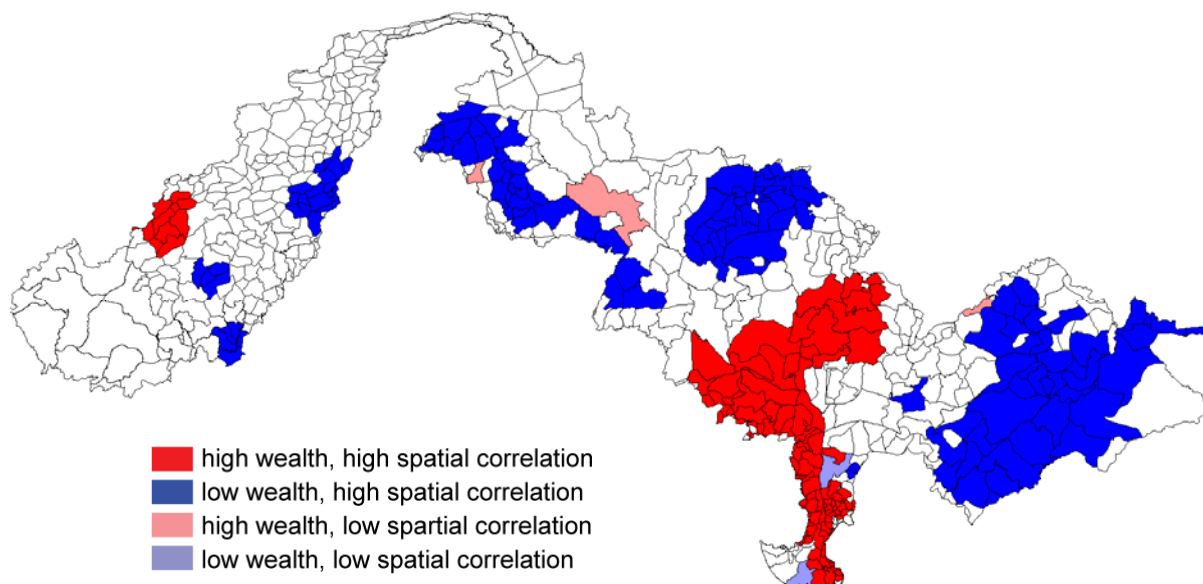 high wealth, high spatial correlation
low wealth, high spatial correlation
high wealth, low spartial correlation
low wealth, low spatial correlation